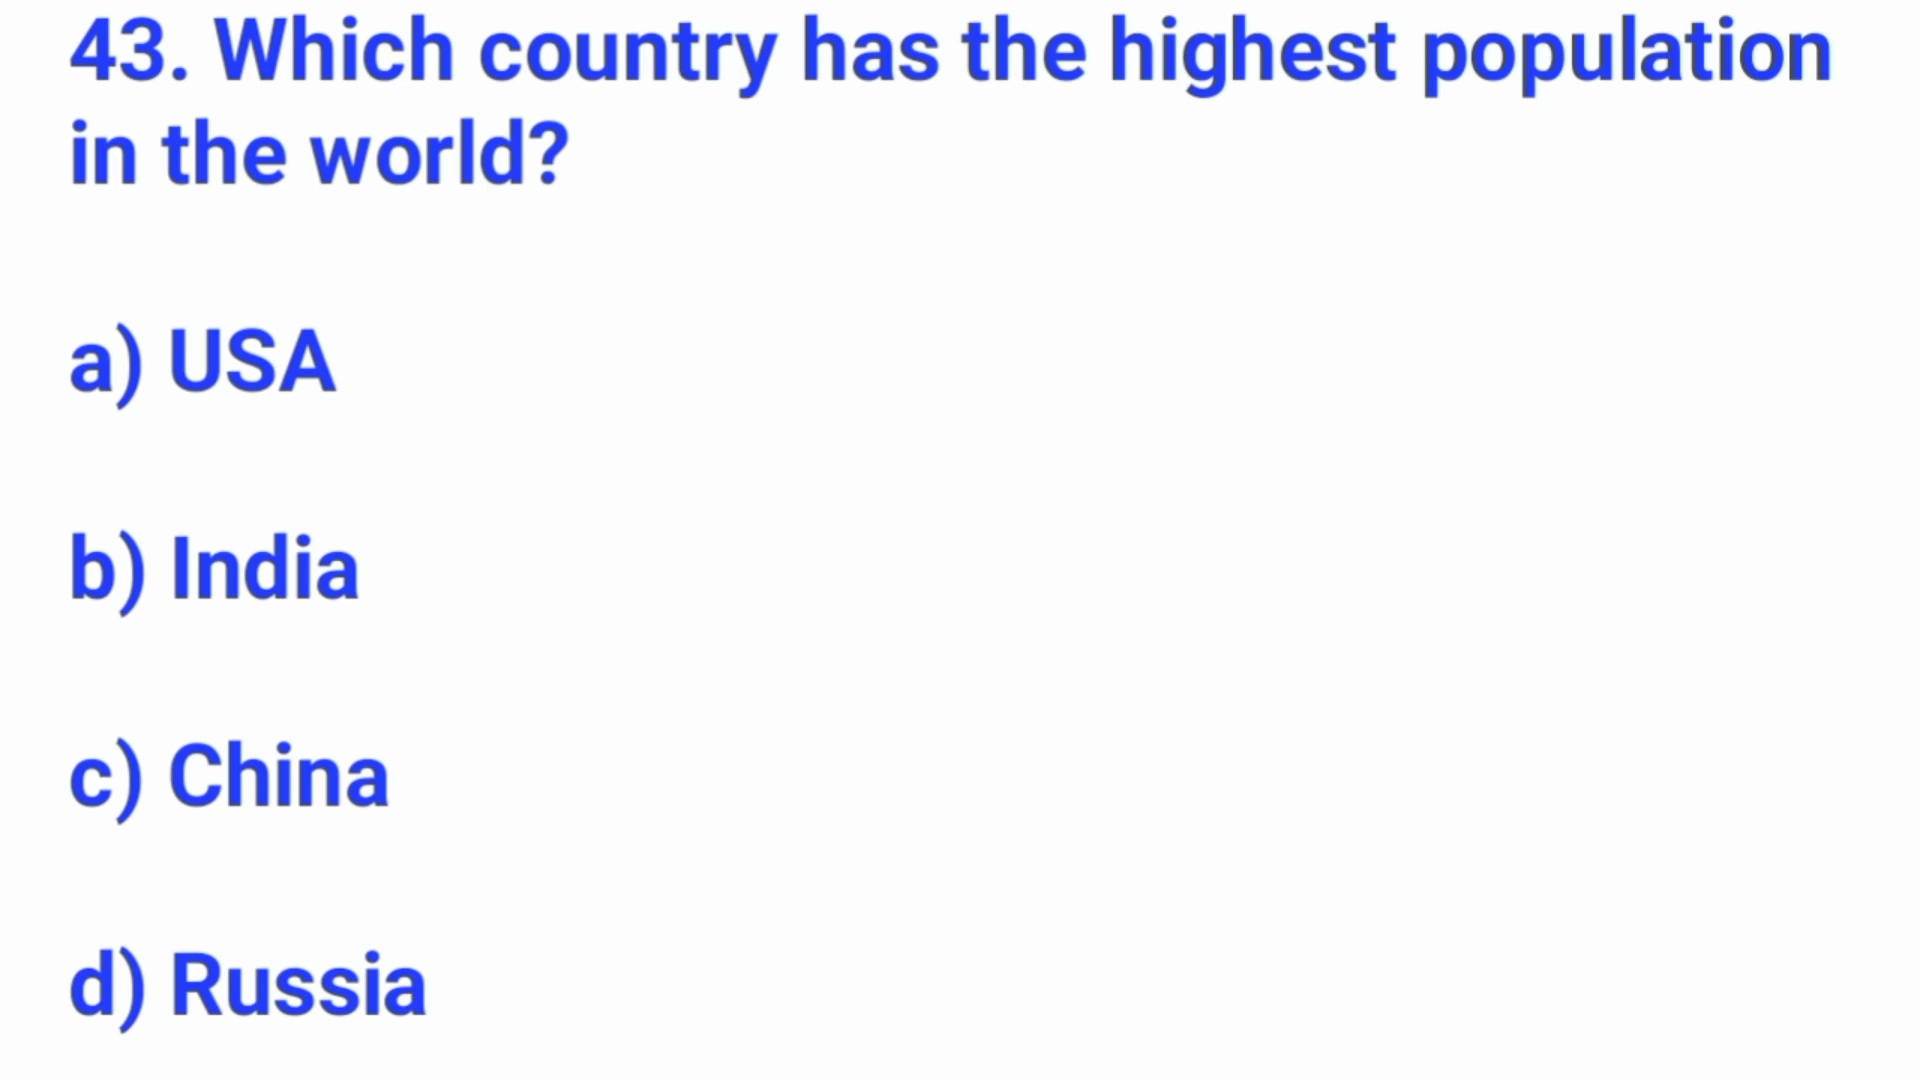 43. Which country has the highest population
in the world?
a) USA
b) India
c) China
d) Russia